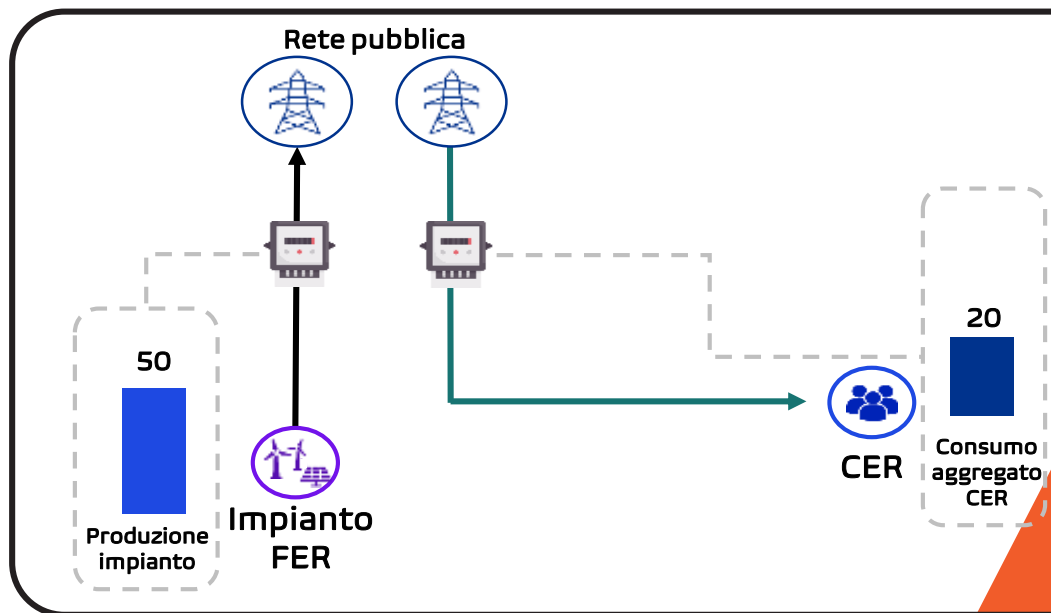 Rete pubblica
50
Produzione
impianto
Impianto
FER
CER
20
Consumo
aggregato
CER